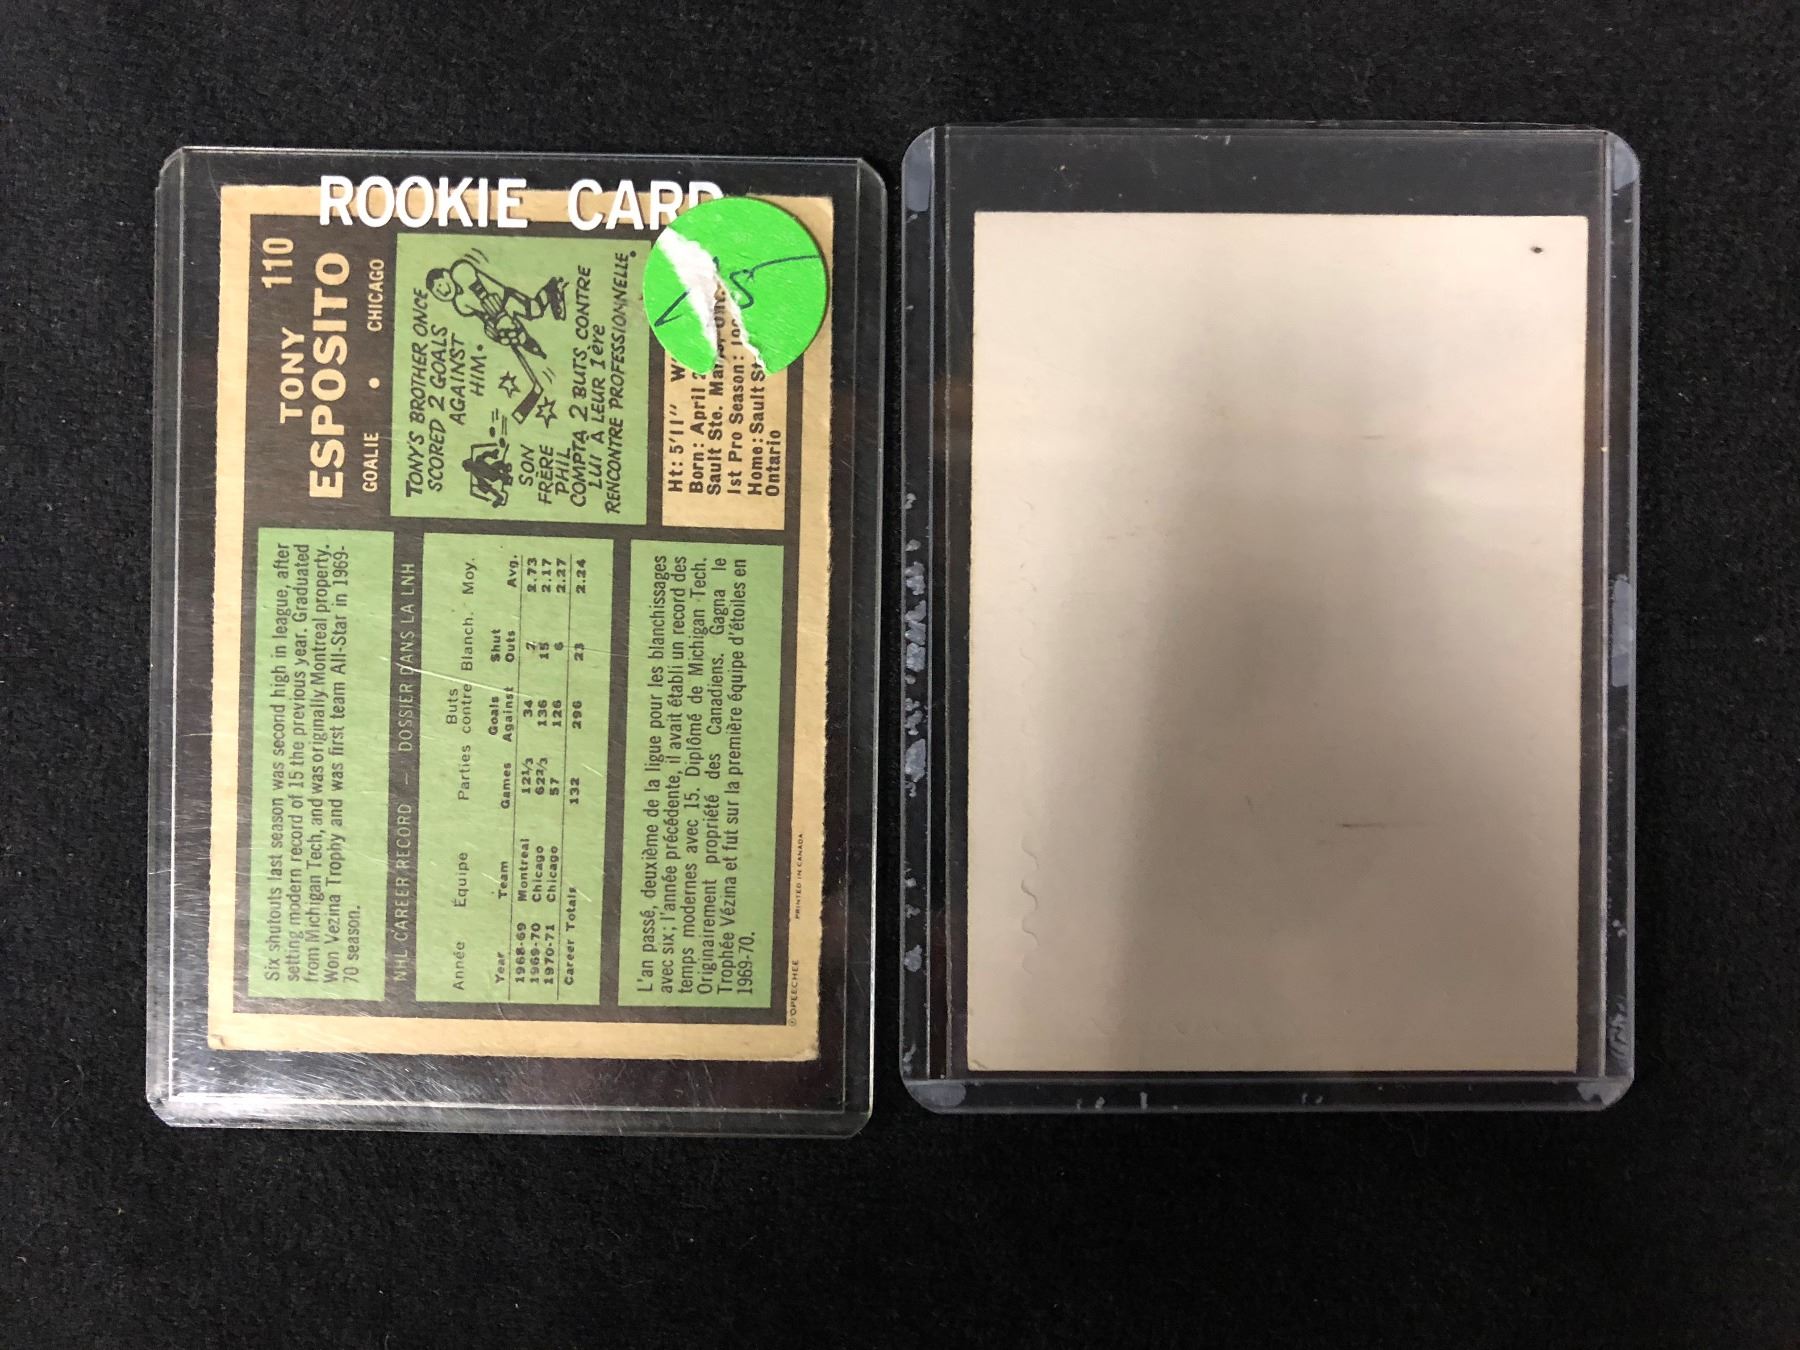 ROOKIE CARD
110
TONY
ESPOSITO
GOALIE • CHICAGO
TONY'S BROTHER ONCE
SCORED 2 GOALS
AGAINST
HIM.
SON
FRÈRE
PHIL
COMPTA 2 BUTS CONTRE
LUI À LEUR 1ère
RENCONTRE PROFESSIONNELLE.
Ht: 5'11"
Born: April
Sault Ste.
1st Pro Season:
Home: Sault
Ontario
Six shutouts last season was second high in league, after
setting modern record of 15 the previous year. Graduated
from Michigan Tech, and was originally Montreal property.
Won Vezina Trophy and was first team All-Star in 1969-
70 season.
NHL CAREER RECORD — DOSSIER DANS LA LNH
Année Équipe Parties Buts contre Blanch. Moy.
Year Team Games Goals Against Shut Outs Avg.
1968-69 Montreal 12⅓ 34 2 2.73
1969-70 Chicago 62⅔ 136 15 2.17
1970-71 Chicago 57 126 6 2.27
Career Totals 132 296 23 2.24
L'an passé, deuxième de la ligue pour les blanchissages
avec six; l'année précédente, il avait établi un record des
temps modernes avec 15. Diplômé de Michigan Tech.
Originairement propriété des Canadiens. Gagna le
Trophée Vézina et fut sur la première équipe d'étoiles en
1969-70.
© OPEECHEE PRINTED IN CANADA